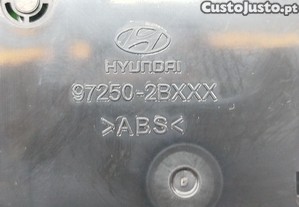 CustoJusto.pt
HYUNDAI
97250-2BXXX
>ABS<